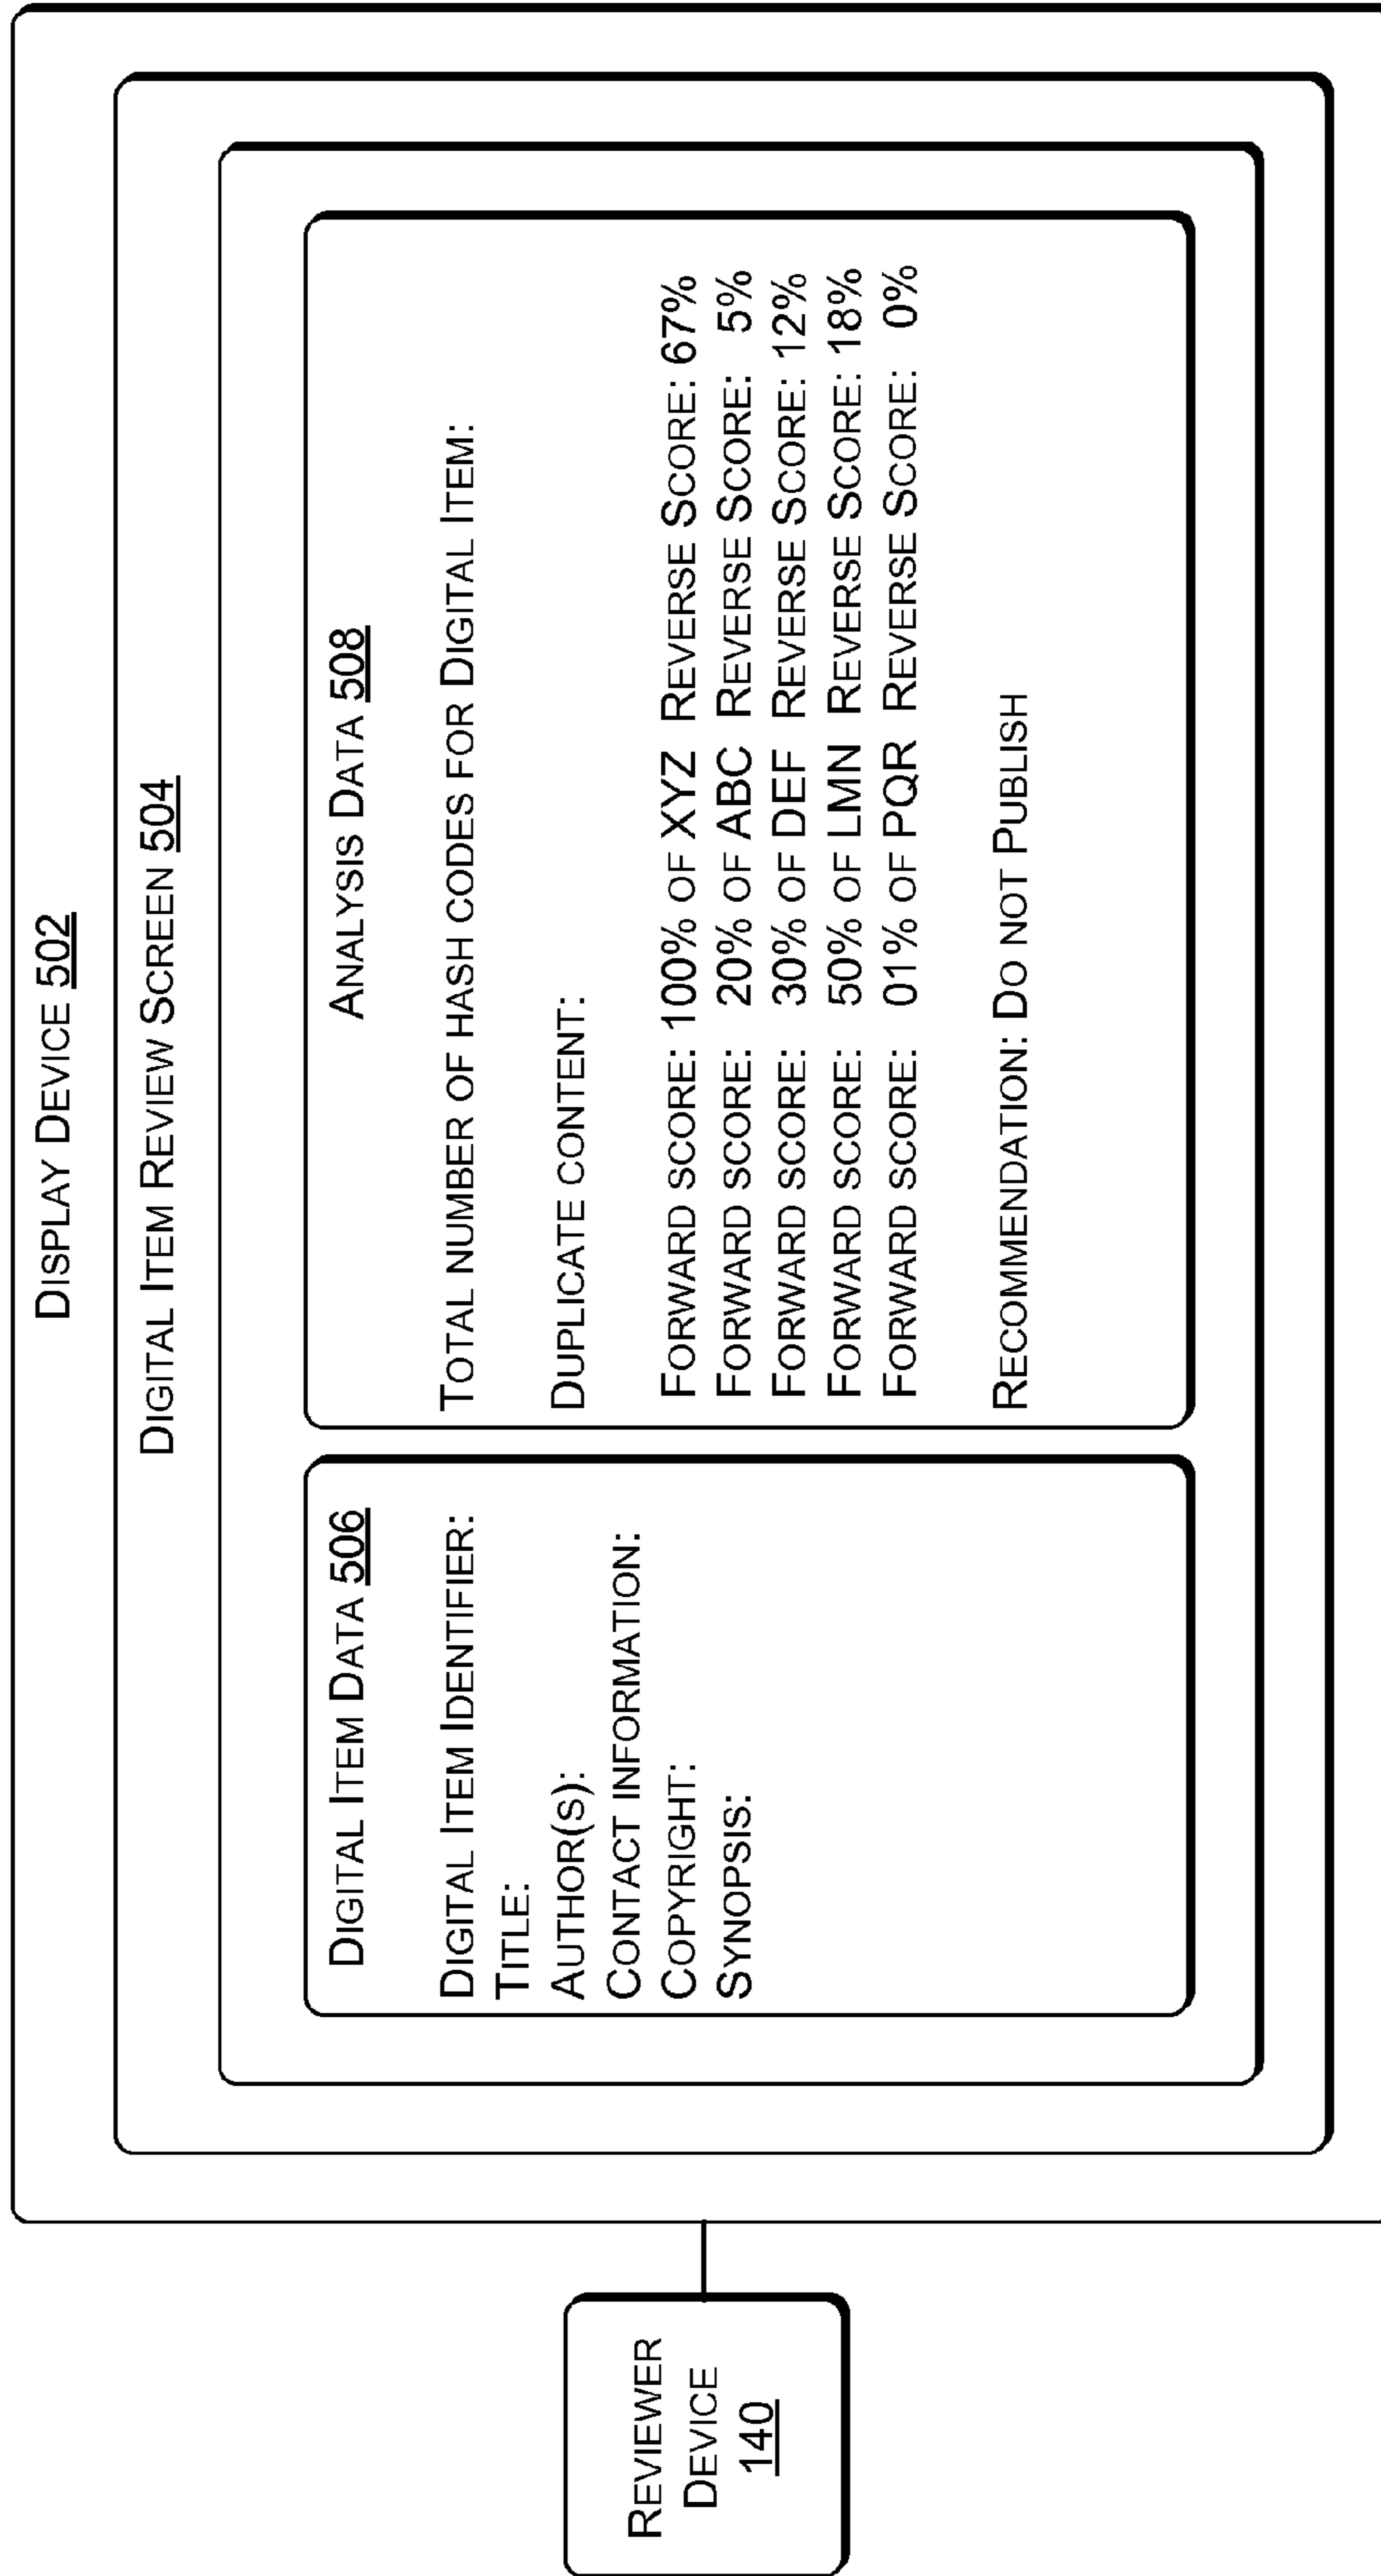 DISPLAY DEVICE 502
DIGITAL ITEM REVIEW SCREEN 504
DIGITAL ITEM DATA 506
DIGITAL ITEM IDENTIFIER:
TITLE:
AUTHOR(S):
CONTACT INFORMATION:
COPYRIGHT:
SYNOPSIS:
ANALYSIS DATA 508
TOTAL NUMBER OF HASH CODES FOR DIGITAL ITEM:
DUPLICATE CONTENT:
FORWARD SCORE: 100% OF XYZ REVERSE SCORE: 67%
FORWARD SCORE: 20% OF ABC REVERSE SCORE: 5%
FORWARD SCORE: 30% OF DEF REVERSE SCORE: 12%
FORWARD SCORE: 50% OF LMN REVERSE SCORE: 18%
FORWARD SCORE: 01% OF PQR REVERSE SCORE: 0%
RECOMMENDATION: DO NOT PUBLISH
REVIEWER
DEVICE
140